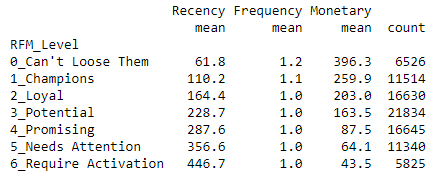 Recency Frequency Monetary
mean mean mean count
RFM_Level
0_Can't Loose Them 61.8 1.2 396.3 6526
1_Champions 110.2 1.1 259.9 11514
2_Loyal 164.4 1.0 203.0 16630
3_Potential 228.7 1.0 163.5 21834
4_Promising 287.6 1.0 87.5 16645
5_Needs Attention 356.6 1.0 64.1 11340
6_Require Activation 446.7 1.0 43.5 5825